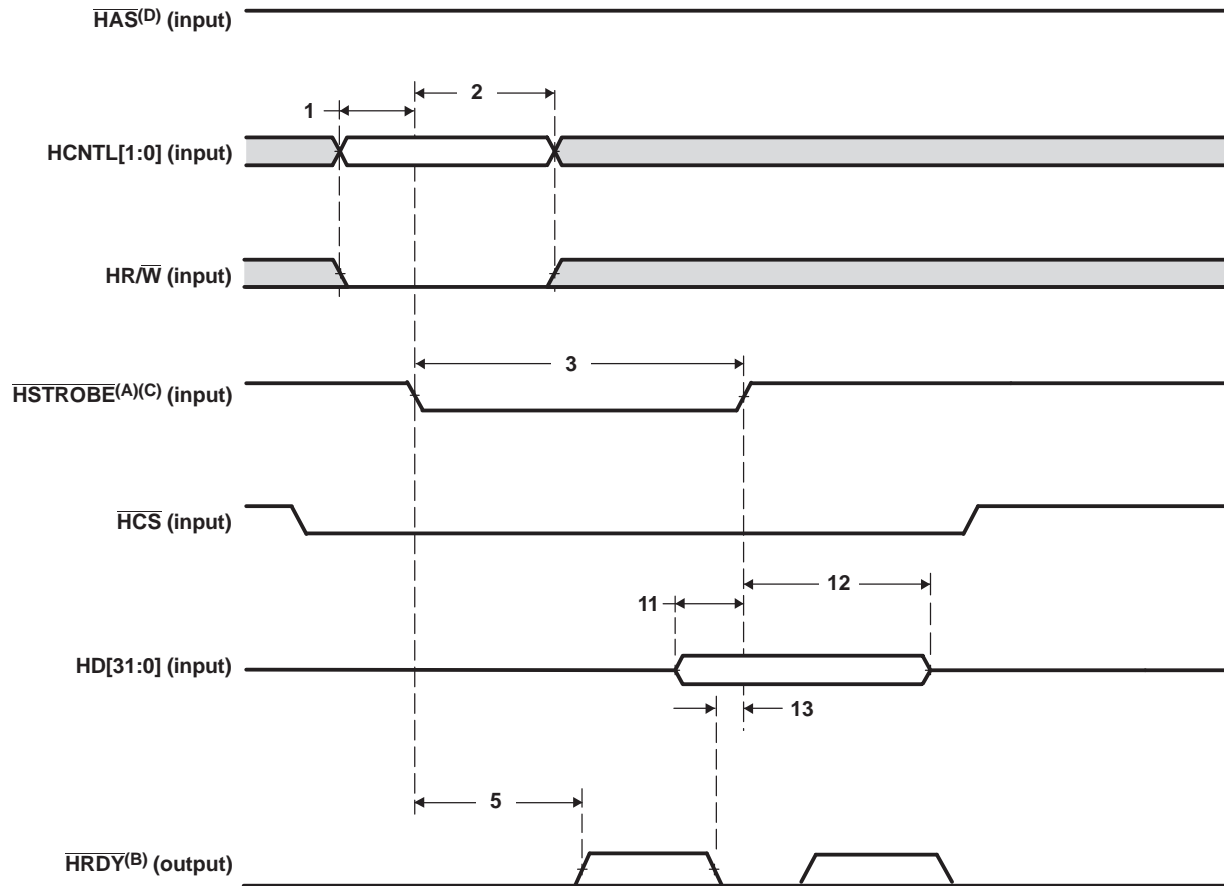 HAS(D) (input)
2
1
HCNTL[1:0] (input)
HR/W (input)
3
HSTROBE(A)(C) (input)
HCS (input)
12
11
HD[31:0] (input)
13
5
HRDY(B) (output)